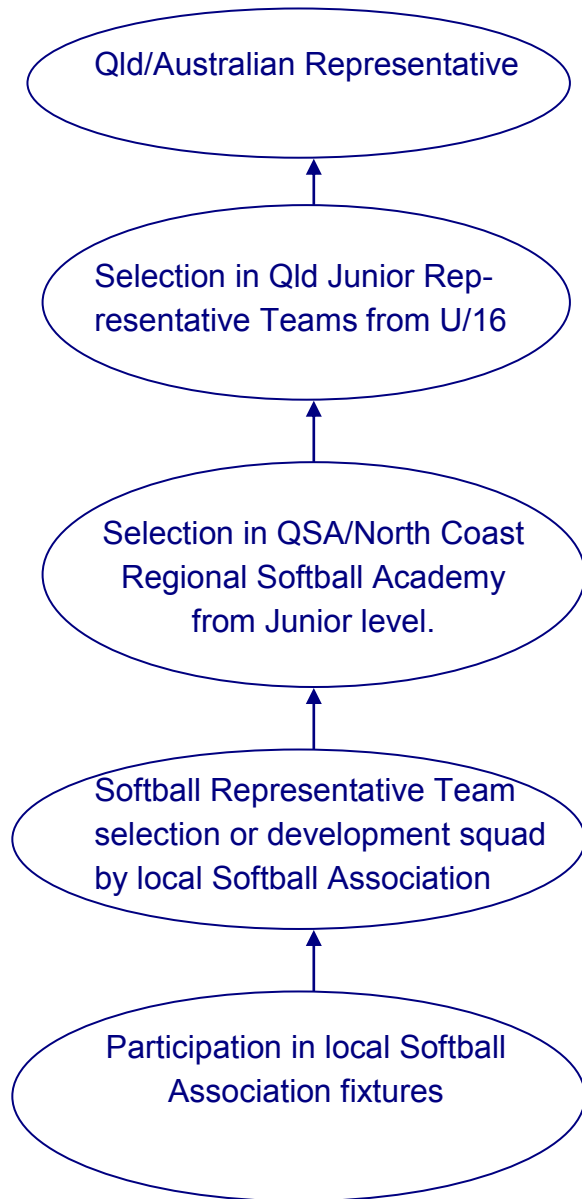 Qld/Australian Representative
Selection in Qld Junior Rep-
resentative Teams from U/16
Selection in QSA/North Coast
Regional Softball Academy
from Junior level.
Softball Representative Team
selection or development squad
by local Softball Association
Participation in local Softball
Association fixtures